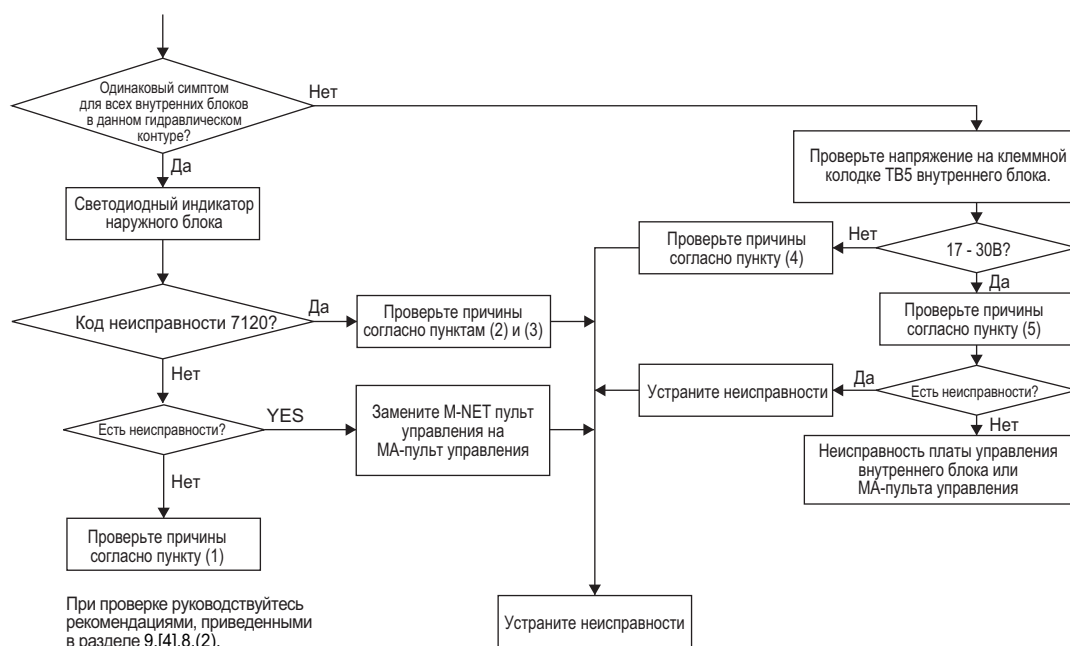 Одинаковый симптом
для всех внутренних блоков
в данном гидравлическом
контуре?
Нет
Да
Светодиодный индикатор
наружного блока
Код неисправности 7120?
Да
Проверьте причины
согласно пунктам (2) и (3)
Нет
Есть неисправности?
YES
Замените M-NET пульт
управления на
МА-пульт управления
Нет
Проверьте причины
согласно пункту (1)
При проверке руководствуйтесь
рекомендациями, приведенными
в разделе 9.[4].8.(2).
Проверьте напряжение на клеммной
колодке TB5 внутреннего блока.
17 - 30В?
Нет
Проверьте причины
согласно пункту (4)
Да
Проверьте причины
согласно пункту (5)
Есть неисправности?
Да
Устраните неисправности
Нет
Неисправность платы управления
внутреннего блока или
МА-пульта управления
Устраните неисправности